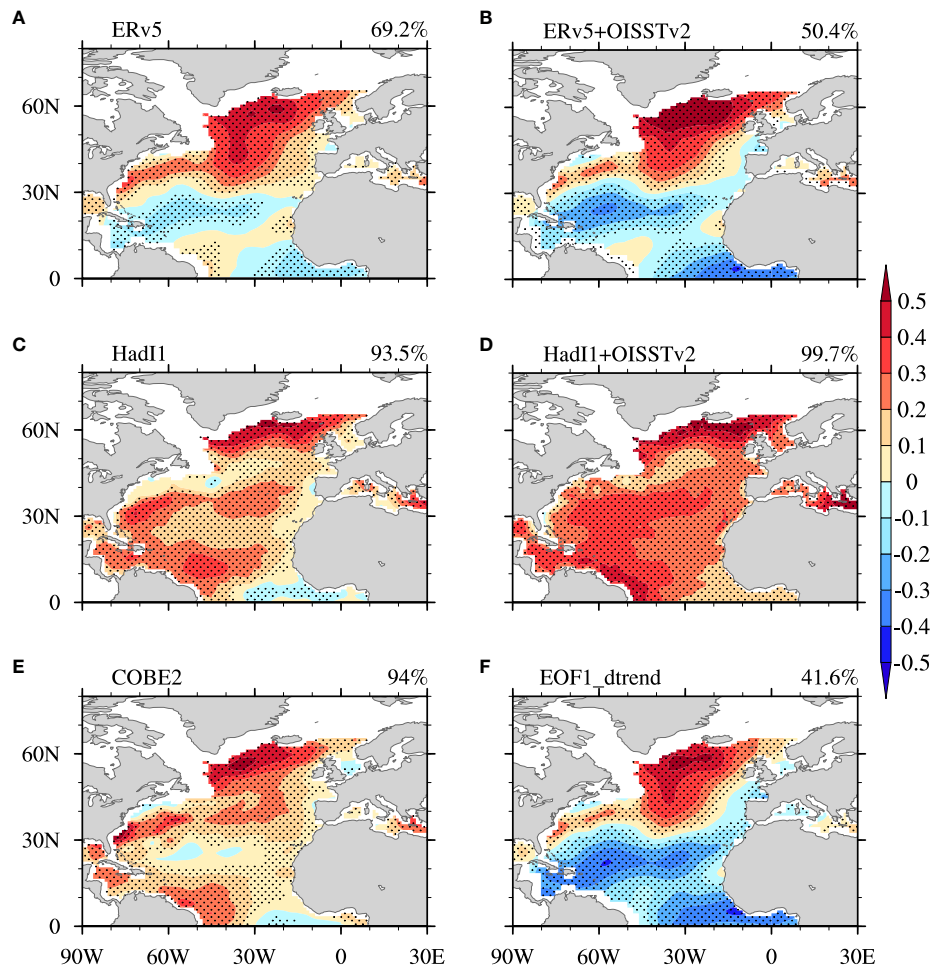 A
ERv5 69.2%
B
ERv5+OISSTv2 50.4%
60N
30N
0
C
HadI1 93.5%
D
HadI1+OISSTv2 99.7%
60N
30N
0
E
COBE2 94%
F
EOF1_dtrend 41.6%
60N
30N
0
90W 60W 30W 0 30E
90W 60W 30W 0 30E
0.5
0.4
0.3
0.2
0.1
0
-0.1
-0.2
-0.3
-0.4
-0.5